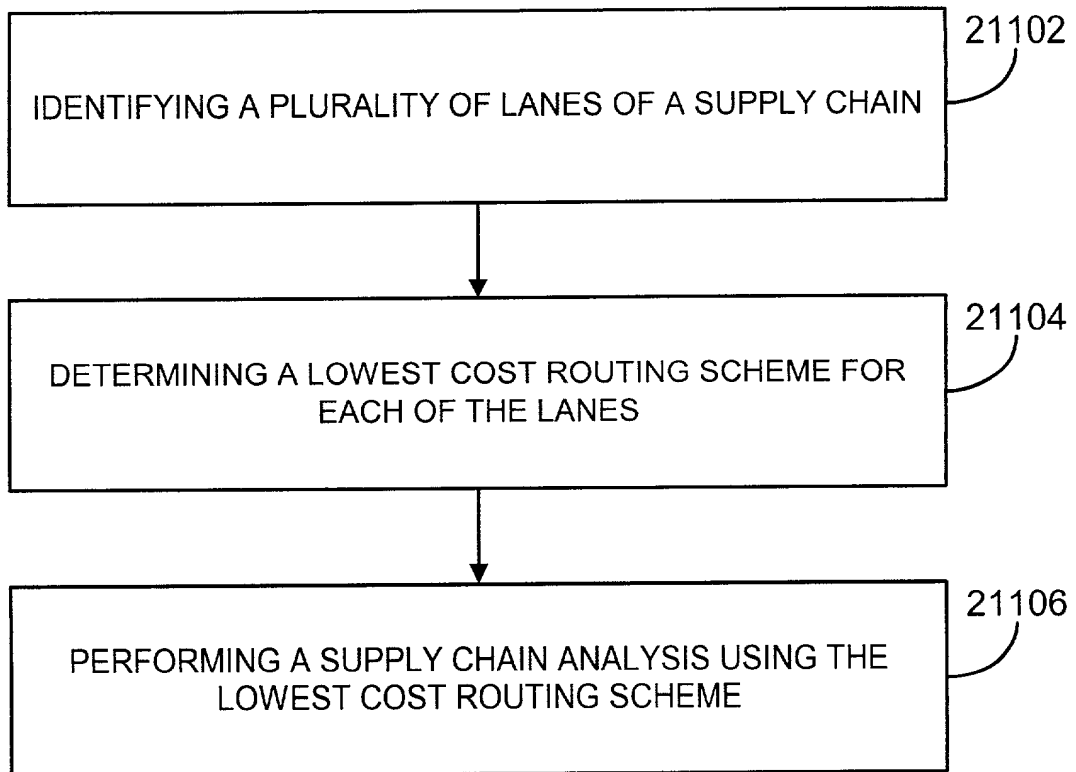 21102
IDENTIFYING A PLURALITY OF LANES OF A SUPPLY CHAIN
21104
DETERMINING A LOWEST COST ROUTING SCHEME FOR
EACH OF THE LANES
21106
PERFORMING A SUPPLY CHAIN ANALYSIS USING THE
LOWEST COST ROUTING SCHEME